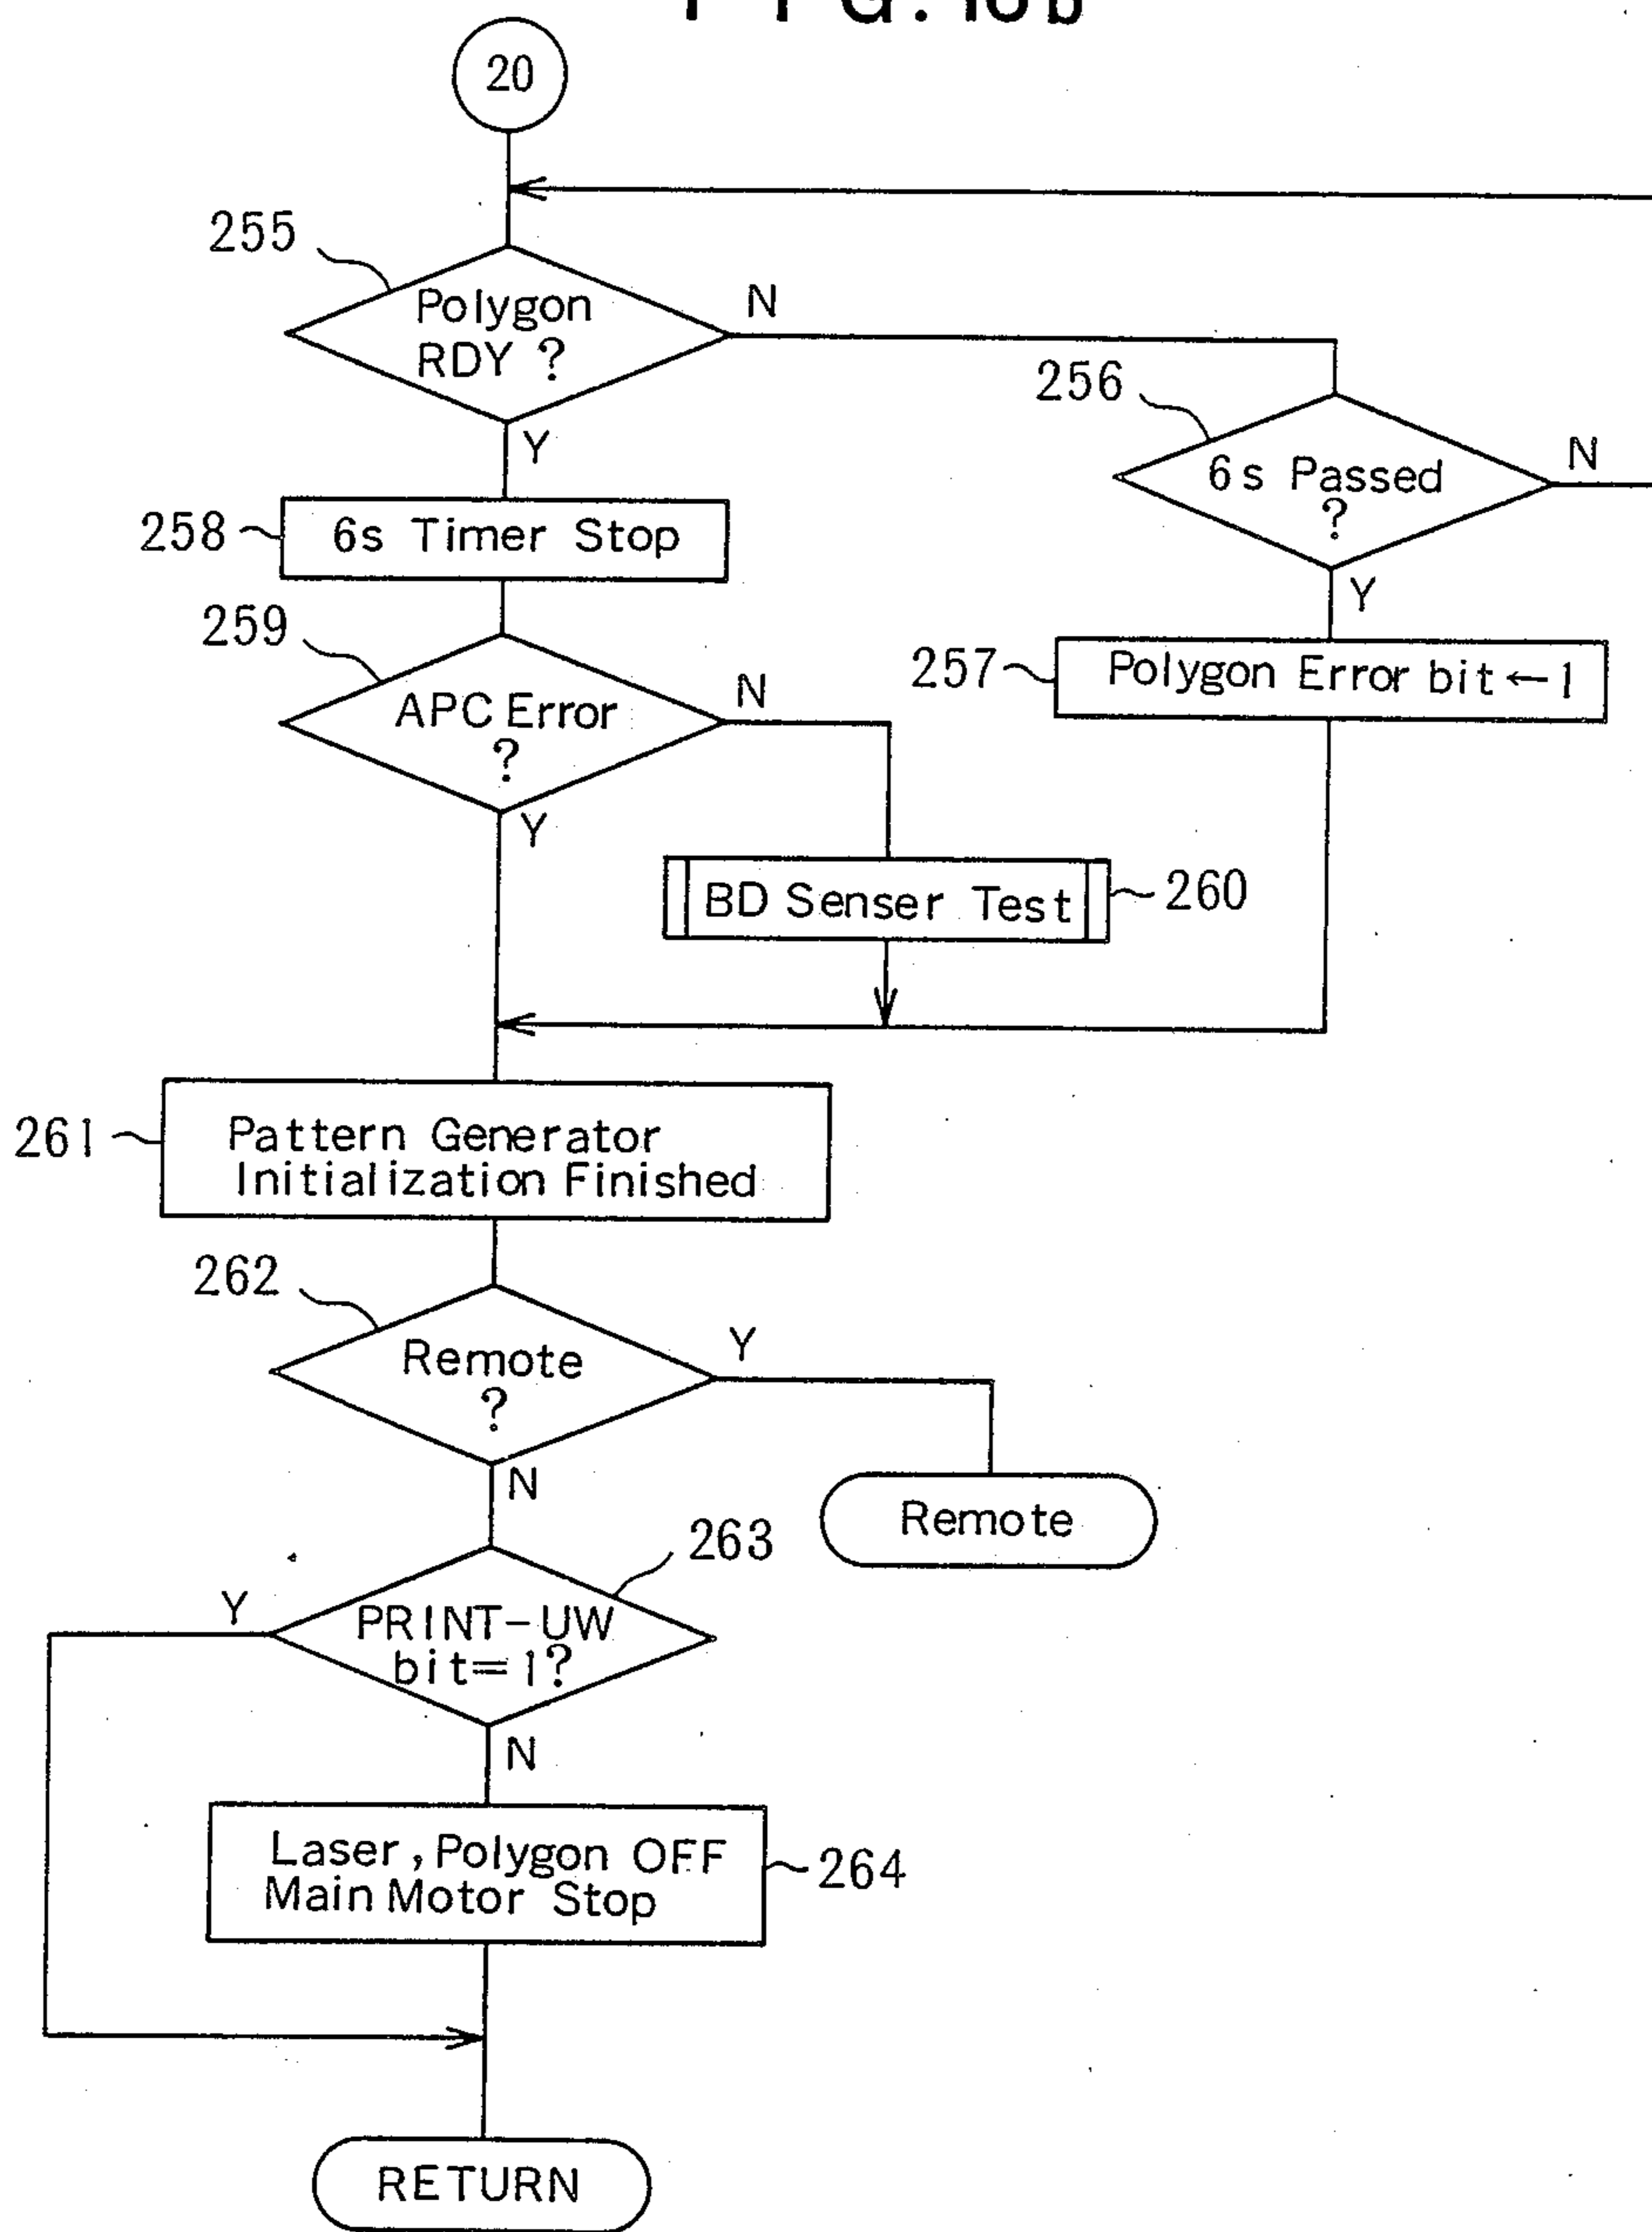 20
255
Polygon
RDY ?
N
256
6s Passed
?
N
Y
258
6s Timer Stop
Y
257
Polygon Error bit ← 1
259
APC Error
?
N
Y
BD Senser Test
260
261
Pattern Generator
Initialization Finished
262
Remote
?
Y
N
Remote
263
Y
PRINT-UW
bit=1?
N
Laser, Polygon OFF
Main Motor Stop
264
RETURN